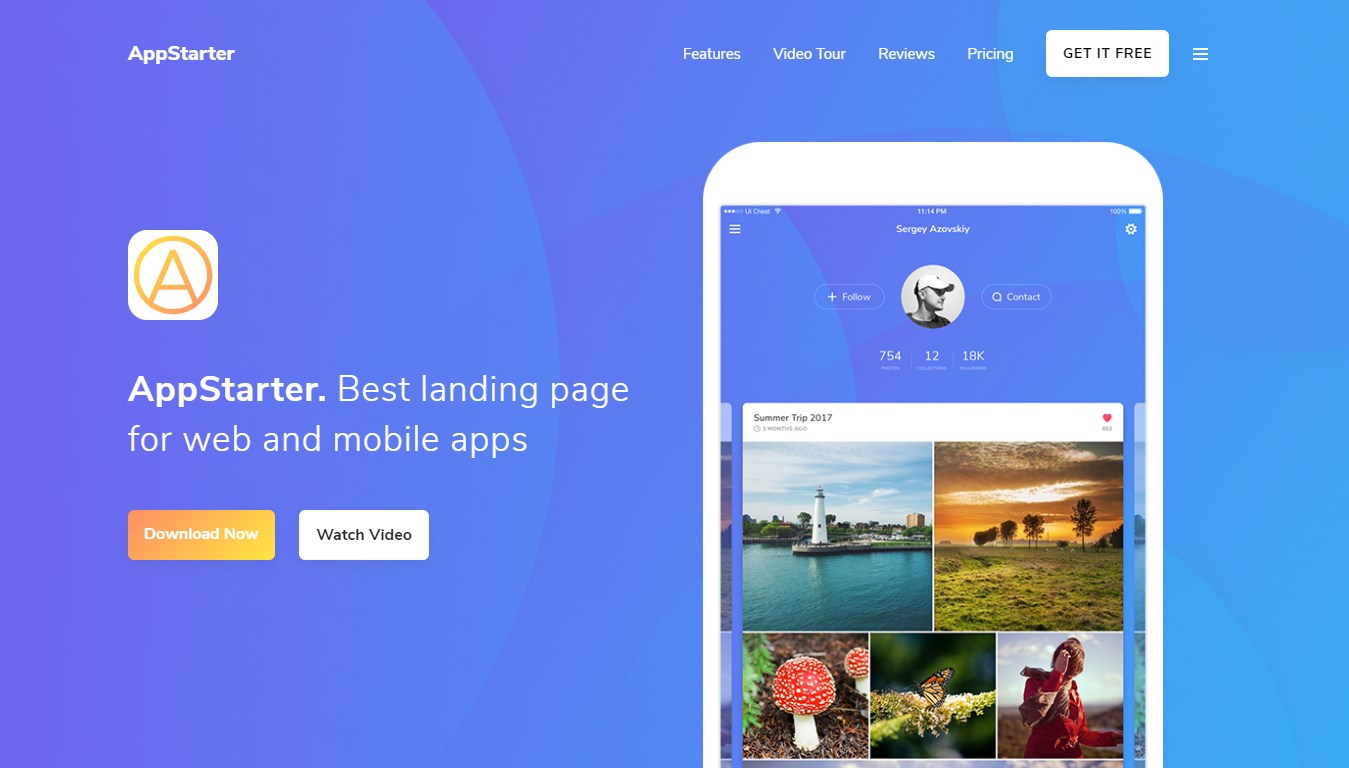 AppStarter
Features
Video Tour
Reviews
Pricing
GET IT FREE
A
AppStarter. Best landing page
for web and mobile apps
Download Now
Watch Video
UI Chest
11:14 PM
100%
Sergey Azovskiy
Follow
Contact
754
12
18K
PHOTOS
COLLECTIONS
FOLLOWERS
Summer Trip 2017
3 MONTHS AGO
853